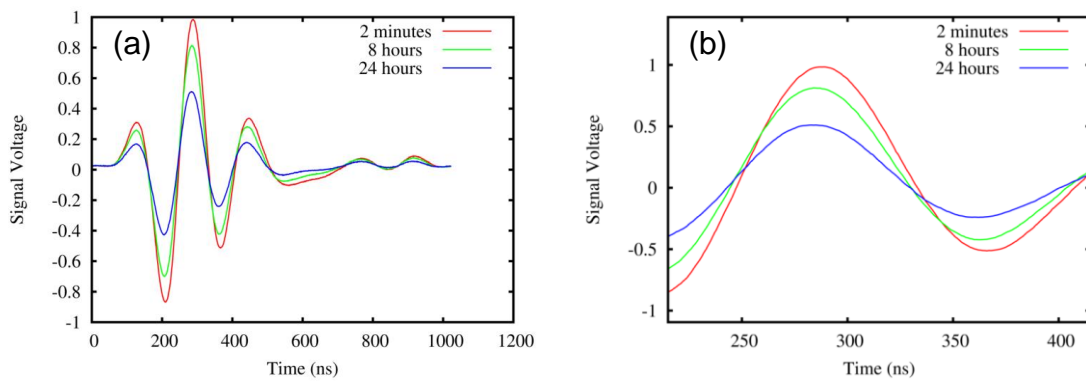 (a)
2 minutes
8 hours
24 hours
1
0.8
0.6
0.4
0.2
0
-0.2
-0.4
-0.6
-0.8
-1
Signal Voltage
0 200 400 600 800 1000 1200
Time (ns)
(b)
2 minutes
8 hours
24 hours
1
0.5
0
-0.5
-1
Signal Voltage
250 300 350 400
Time (ns)